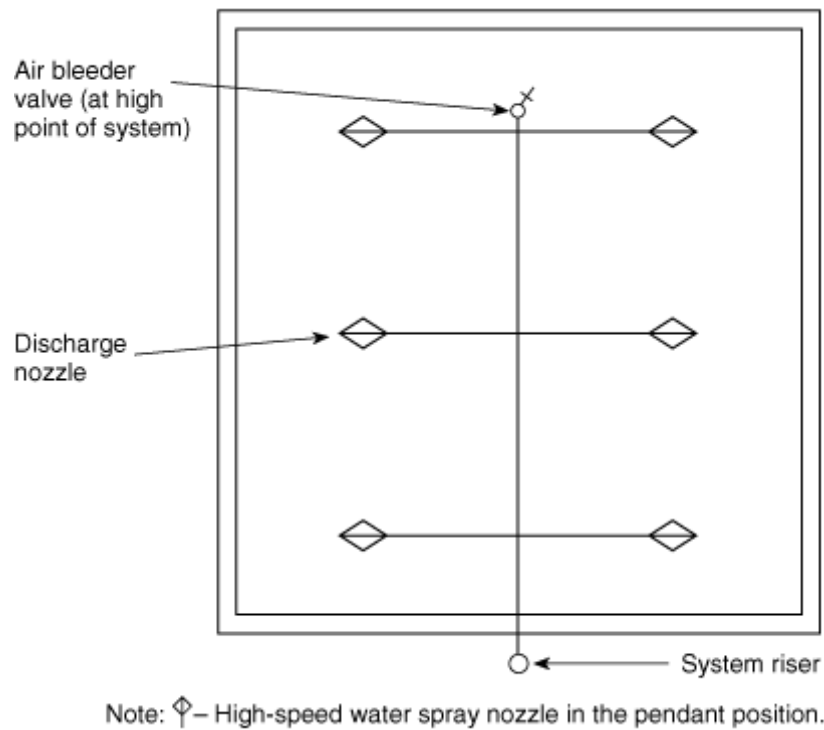 Air bleeder
valve (at high
point of system)
Discharge
nozzle
System riser
Note: – High-speed water spray nozzle in the pendant position.